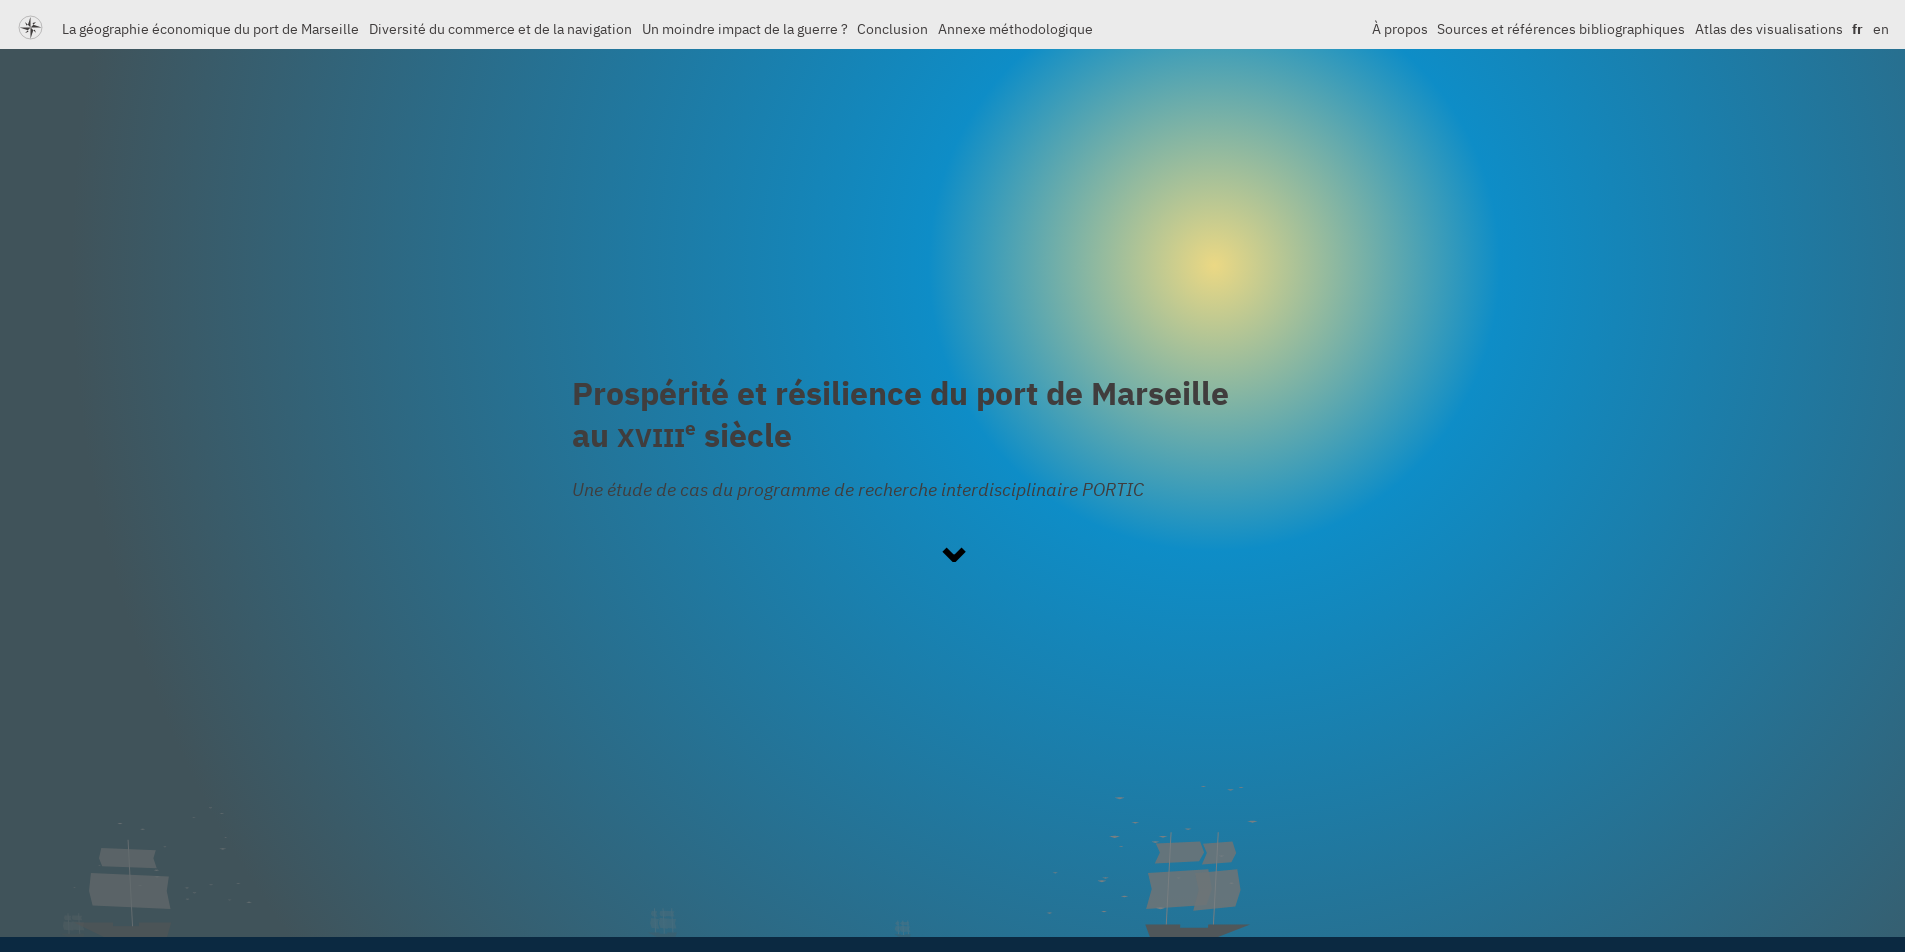 La géographie économique du port de Marseille Diversité du commerce et de la navigation Un moindre impact de la guerre ? Conclusion Annexe méthodologique À propos Sources et références bibliographiques Atlas des visualisations fr en
Prospérité et résilience du port de Marseille
au XVIIIe siècle
Une étude de cas du programme de recherche interdisciplinaire PORTIC